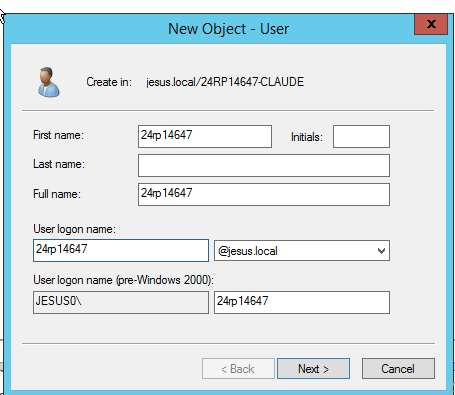 New Object - User
x
Create in: jesus.local/24RP14647-CLAUDE
First name: 24rp14647 Initials:
Last name:
Full name: 24rp14647
User logon name:
24rp14647 @jesus.local
User logon name (pre-Windows 2000):
JESUS0\ 24rp14647
< Back Next > Cancel